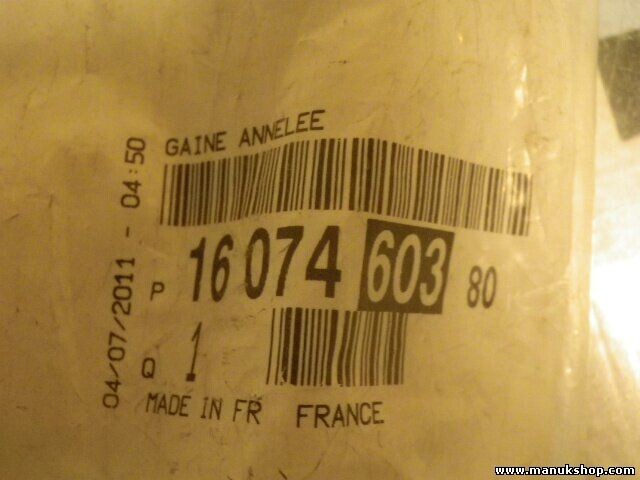 GAINE ANNELEE
04/07/2011 - 04:50
P 16 074 603 80
Q 1
MADE IN FR FRANCE
www.manukshop.com